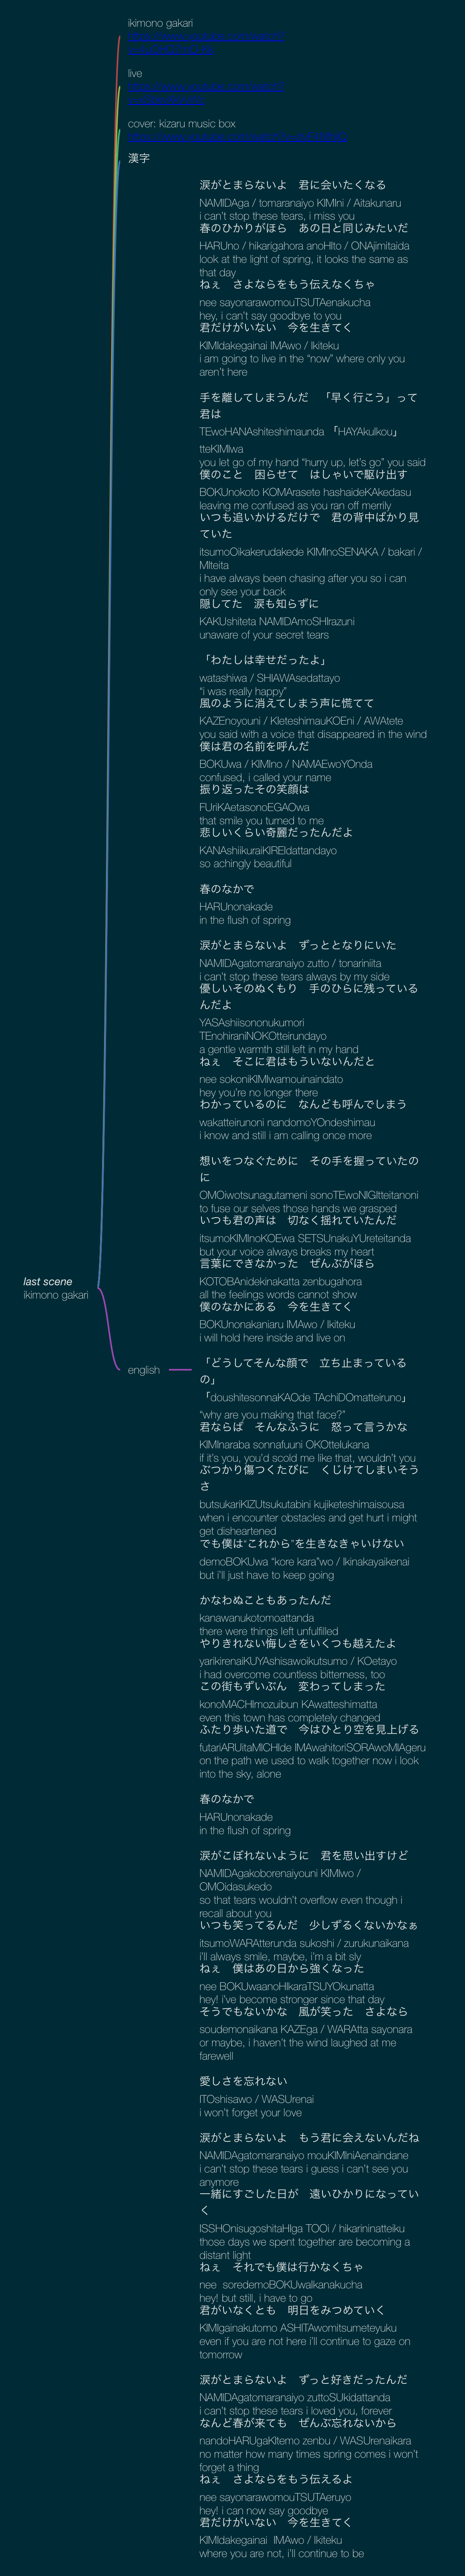 ikimono gakari
live
cover: kizaru music box
漢字
last scene
ikimono gakari
english
涙がとまらないよ　君に会いたくなる
NAMIDAga / tomaranaiyo KIMIni / Aitakunaru
i can't stop these tears, i miss you
春のひかりがほら　あの日と同じみたいだ
HARUno / hikarigahora anoHIto / ONAjimitaida
look at the light of spring, it looks the same as
that day
ねぇ　さよならをもう伝えなくちゃ
nee sayonarawomouTSUTAenakucha
hey, i can't say goodbye to you
君だけがいない　今を生きてく
KIMIdakegainai IMAwo / Ikiteku
i am going to live in the “now” where only you
aren't here
手を離してしまうんだ　「早く行こう」って
君は
TEwoHANAshiteshimaunda 「HAYAkuIkou」
tteKIMIwa
you let go of my hand “hurry up, let's go” you said
僕のこと　困らせて　はしゃいで駆け出す
BOKUnokoto KOMArasete hashaideKAkedasu
leaving me confused as you ran off merrily
いつも追いかけるだけで　君の背中ばかり見
ていた
itsumoOikakerudakede KIMInoSENAKA / bakari /
MIteita
i have always been chasing after you so i can
only see your back
隠してた　涙も知らずに
KAKUshiteta NAMIDAmoSHIrazuni
unaware of your secret tears
「わたしは幸せだったよ」
watashiwa / SHIAWAsedattayo
“i was really happy”
風のように消えてしまう声に慌てて
KAZEnoyouni / KIeteshimauKOEni / AWAtete
you said with a voice that disappeared in the wind
僕は君の名前を呼んだ
BOKUwa / KIMIno / NAMAEwoYOnda
confused, i called your name
振り返ったその笑顔は
FUriKAetasonoEGAOwa
that smile you turned to me
悲しいくらい奇麗だったんだよ
KANAshiikuraiKIREIdattandayo
so achingly beautiful
春のなかで
HARUnonakade
in the flush of spring
涙がとまらないよ　ずっととなりにいた
NAMIDAgatomaranaiyo zutto / tonariniita
i can't stop these tears always by my side
優しいそのぬくもり　手のひらに残っている
んだよ
YASAshiisononukumori
TEnohiraniNOKOtteirundayo
a gentle warmth still left in my hand
ねぇ　そこに君はもういないんだと
nee sokoniKIMIwamouinaindato
hey you're no longer there
わかっているのに　なんども呼んでしまう
wakatteirunoni nandomoYOndeshimau
i know and still i am calling once more
想いをつなぐために　その手を握っていたの
に
OMOiwotsunagutameni sonoTEwoNIGItteitanoni
to fuse our selves those hands we grasped
いつも君の声は　切なく揺れていたんだ
itsumoKIMInoKOEwa SETSUnakuYUreteitanda
but your voice always breaks my heart
言葉にできなかった　ぜんぶがほら
KOTOBAnidekinakatta zenbugahora
all the feelings words cannot show
僕のなかにある　今を生きてく
BOKUnonakaniaru IMAwo / Ikiteku
i will hold here inside and live on
「どうしてそんな顔で　立ち止まっている
の」
「doushitesonnaKAOde TAchiDOmatteiruno」
“why are you making that face?”
君ならば　そんなふうに　怒って言うかな
KIMInaraba sonnafuuni OKOttelukana
if it's you, you'd scold me like that, wouldn't you
ぶつかり傷つくたびに　くじけてしまいそう
さ
butsukariKIZUtsukutabini kujiketeshimaisousa
when i encounter obstacles and get hurt i might
get disheartened
でも僕は“これから”を生きなきゃいけない
demoBOKUwa “kore kara”wo / Ikinakayaikenai
but i'll just have to keep going
かなわぬこともあったんだ
kanawanukotomoattanda
there were things left unfulfilled
やりきれない悔しさをいくつも越えたよ
yarikirenaiKUYAshisawoikutsumo / KOetayo
i had overcome countless bitterness, too
この街もずいぶん　変わってしまった
konoMACHImozuibun KAwatteshimatta
even this town has completely changed
ふたり歩いた道で　今はひとり空を見上げる
futariARUitaMICHIde IMAwahitoriSORAwoMIAgeru
on the path we used to walk together now i look
into the sky, alone
春のなかで
HARUnonakade
in the flush of spring
涙がこぼれないように　君を思い出すけど
NAMIDAgakoborenaiyouni KIMIwo /
OMOidasukedo
so that tears wouldn't overflow even though i
recall about you
いつも笑ってるんだ　少しずるくないかなぁ
itsumoWARAtterunda sukoshi / zurukunaikana
i'll always smile, maybe, i'm a bit sly
ねぇ　僕はあの日から強くなった
nee BOKUwaanoHIkaraTSUYOkunatta
hey! i've become stronger since that day
そうでもないかな　風が笑った　さよなら
soudemonaikana KAZEga / WARAtta sayonara
or maybe, i haven't the wind laughed at me
farewell
愛しさを忘れない
ITOshisawo / WASUrenai
i won't forget your love
涙がとまらないよ　もう君に会えないんだね
NAMIDAgatomaranaiyo mouKIMIniAenaindane
i can't stop these tears i guess i can't see you
anymore
一緒にすごした日が　遠いひかりになってい
く
ISSHOnisugoshitaHIga TOOi / hikarininatteiku
those days we spent together are becoming a
distant light
ねぇ　それでも僕は行かなくちゃ
nee  soredemoBOKUwaIkanakucha
hey! but still, i have to go
君がいなくとも　明日をみつめていく
KIMIgainakutomo ASHITAwomitsumeteyuku
even if you are not here i'll continue to gaze on
tomorrow
涙がとまらないよ　ずっと好きだったんだ
NAMIDAgatomaranaiyo zuttoSUkidattanda
i can't stop these tears i loved you, forever
なんど春が来ても　ぜんぶ忘れないから
nandoHARUgaKItemo zenbu / WASUrenaikara
no matter how many times spring comes i won't
forget a thing
ねぇ　さよならをもう伝えるよ
nee sayonarawomouTSUTAeruyo
hey! i can now say goodbye
君だけがいない　今を生きてく
KIMIdakegainai  IMAwo / Ikiteku
where you are not, i'll continue to be